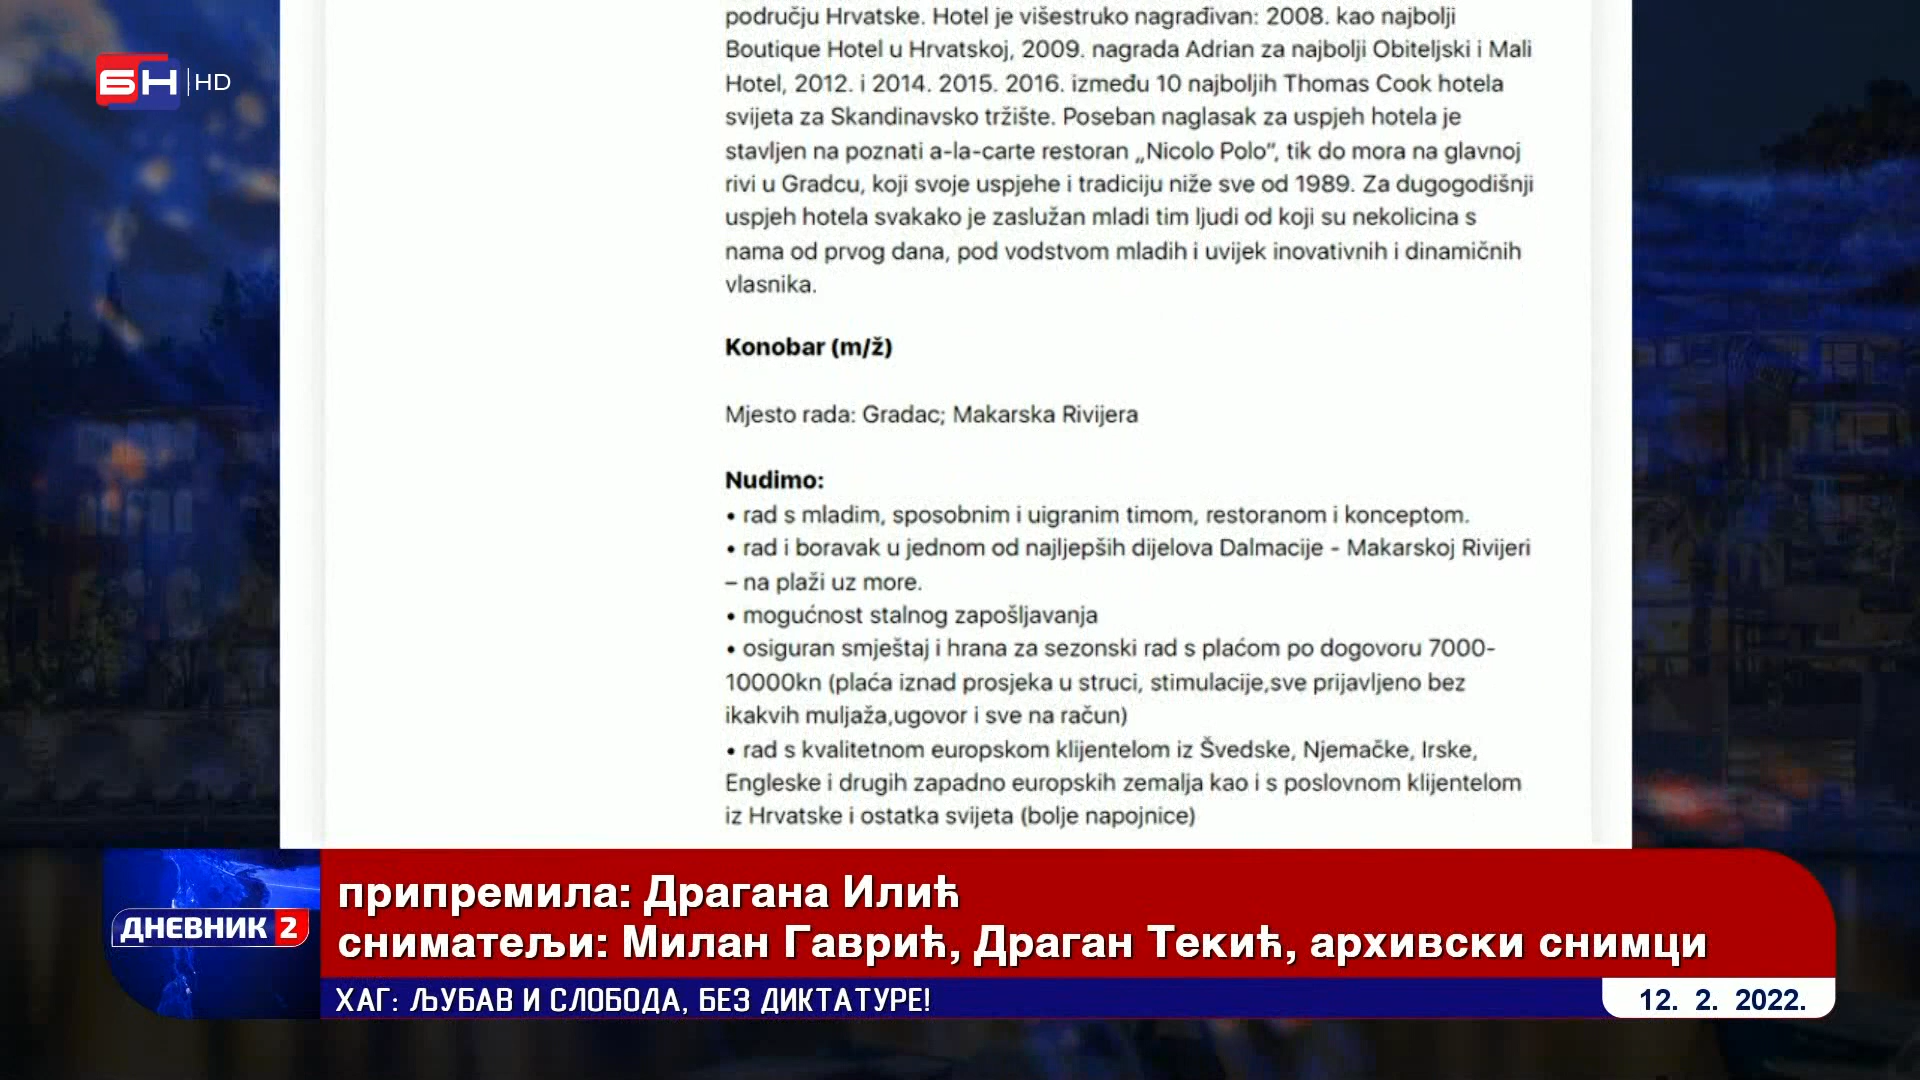 БН HD
području Hrvatske. Hotel je višestruko nagrađivan: 2008. kao najbolji
Boutique Hotel u Hrvatskoj, 2009. nagrada Adrian za najbolji Obiteljski i Mali
Hotel, 2012. i 2014. 2015. 2016. između 10 najboljih Thomas Cook hotela
svijeta za Skandinavsko tržište. Poseban naglasak za uspjeh hotela je
stavljen na poznati a-la-carte restoran „Nicolo Polo", tik do mora na glavnoj
rivi u Gradcu, koji svoje uspjehe i tradiciju niže sve od 1989. Za dugogodišnji
uspjeh hotela svakako je zaslužan mladi tim ljudi od koji su nekolicina s
nama od prvog dana, pod vodstvom mladih i uvijek inovativnih i dinamičnih
vlasnika.
Konobar (m/ž)
Mjesto rada: Gradac; Makarska Rivijera
Nudimo:
• rad s mladim, sposobnim i uigranim timom, restoranom i konceptom.
• rad i boravak u jednom od najljepših dijelova Dalmacije - Makarskoj Rivijeri
– na plaži uz more.
• mogućnost stalnog zapošljavanja
• osiguran smještaj i hrana za sezonski rad s plaćom po dogovoru 7000-
10000kn (plaća iznad prosjeka u struci, stimulacije,sve prijavljeno bez
ikakvih muljaža,ugovor i sve na račun)
• rad s kvalitetnom europskom klijentelom iz Švedske, Njemačke, Irske,
Engleske i drugih zapadno europskih zemalja kao i s poslovnom klijentelom
iz Hrvatske i ostatka svijeta (bolje napojnice)
припремила: Драгана Илић
ДНЕВНИК 2
сниматељи: Милан Гаврић, Драган Текић, архивски снимци
ХАГ: ЉУБАВ И СЛОБОДА, БЕЗ ДИКТАТУРЕ!
12. 2. 2022.